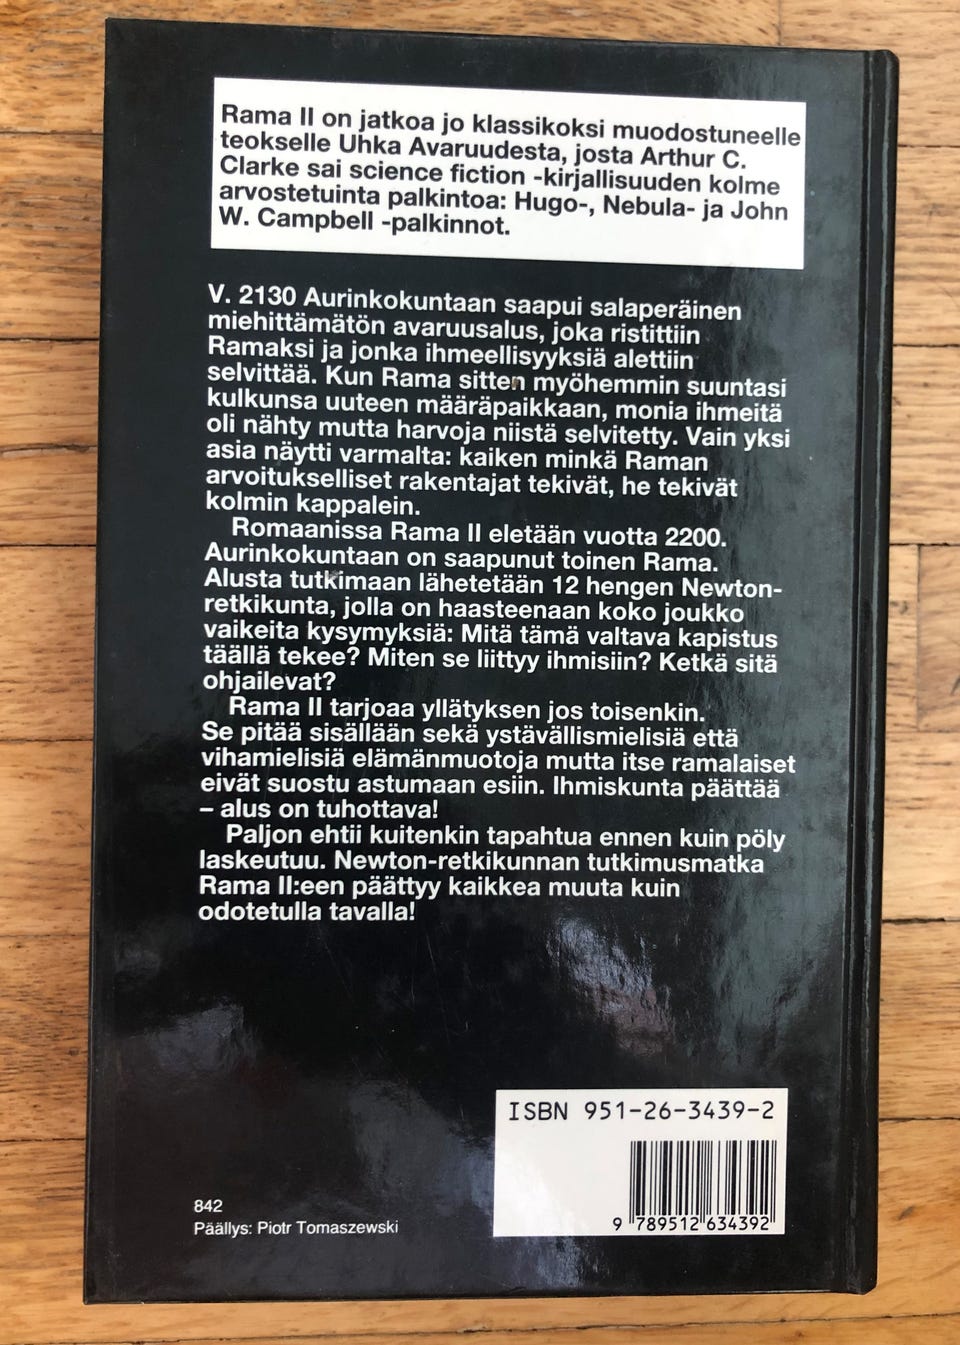 Rama II on jatkoa jo klassikoksi muodostuneelle
teokselle Uhka Avaruudesta, josta Arthur C.
Clarke sai science fiction -kirjallisuuden kolme
arvostetuinta palkintoa: Hugo-, Nebula- ja John
W. Campbell -palkinnot.
V. 2130 Aurinkokuntaan saapui salaperäinen
miehittämätön avaruusalus, joka ristittiin
Ramaksi ja jonka ihmeellisyyksiä alettiin
selvittää. Kun Rama sitten myöhemmin suuntasi
kulkunsa uuteen määräpaikkaan, monia ihmeitä
oli nähty mutta harvoja niistä selvitetty. Vain yksi
asia näytti varmalta: kaiken minkä Raman
arvoitukselliset rakentajat tekivät, he tekivät
kolmin kappalein.
Romaanissa Rama II eletään vuotta 2200.
Aurinkokuntaan on saapunut toinen Rama.
Alusta tutkimaan lähetetään 12 hengen Newton-
retkikunta, jolla on haasteenaan koko joukko
vaikeita kysymyksiä: Mitä tämä valtava kapistus
täällä tekee? Miten se liittyy ihmisiin? Ketkä sitä
ohjailevat?
Rama II tarjoaa yllätyksen jos toisenkin.
Se pitää sisällään sekä ystävällismielisiä että
vihamielisiä elämänmuotoja mutta itse ramalaiset
eivät suostu astumaan esiin. Ihmiskunta päättää
– alus on tuhottava!
Paljon ehtii kuitenkin tapahtua ennen kuin pöly
laskeutuu. Newton-retkikunnan tutkimusmatka
Rama II:een päättyy kaikkea muuta kuin
odotetulla tavalla!
ISBN 951-26-3439-2
9 789512 634392
842
Päällys: Piotr Tomaszewski